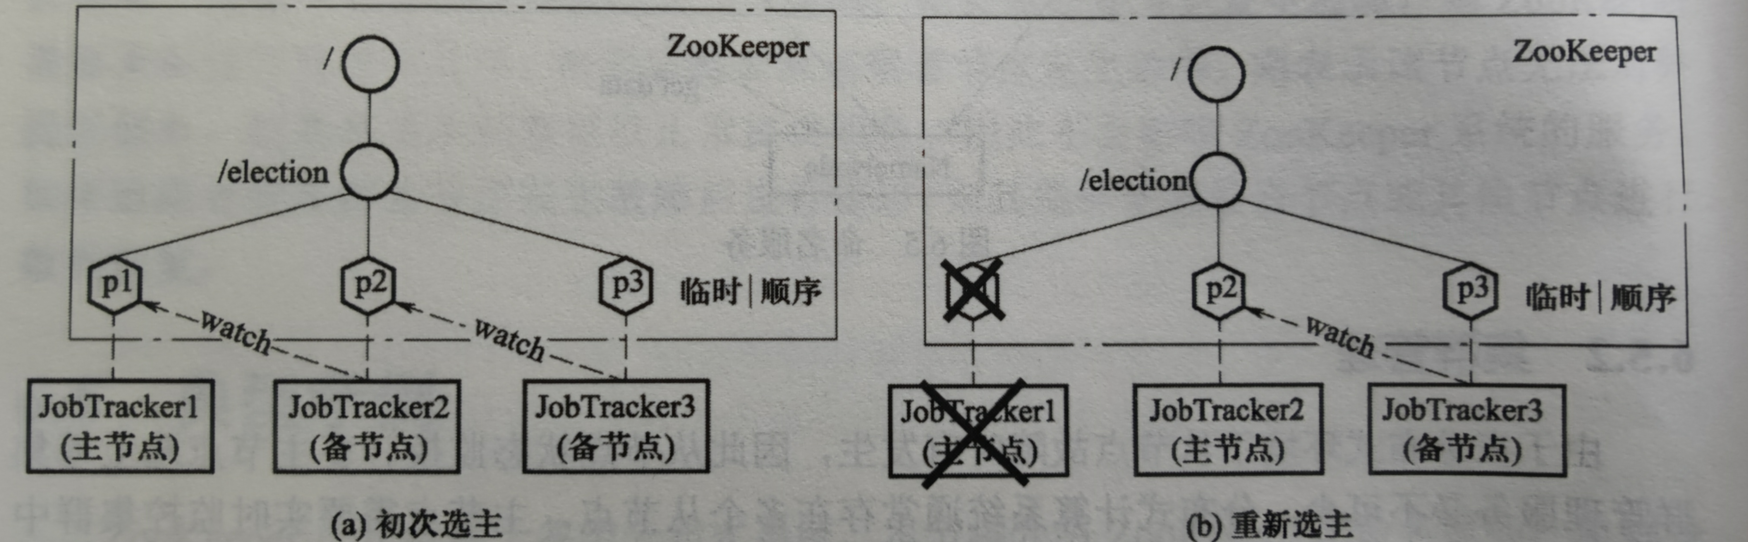 ZooKeeper
/
/election
p1
p2
p3
临时|顺序
watch
watch
JobTracker1
(主节点)
JobTracker2
(备节点)
JobTracker3
(备节点)
(a) 初次选主
ZooKeeper
/
/election
p2
p3
临时|顺序
watch
JobTracker1
(主节点)
JobTracker2
(主节点)
JobTracker3
(备节点)
(b) 重新选主